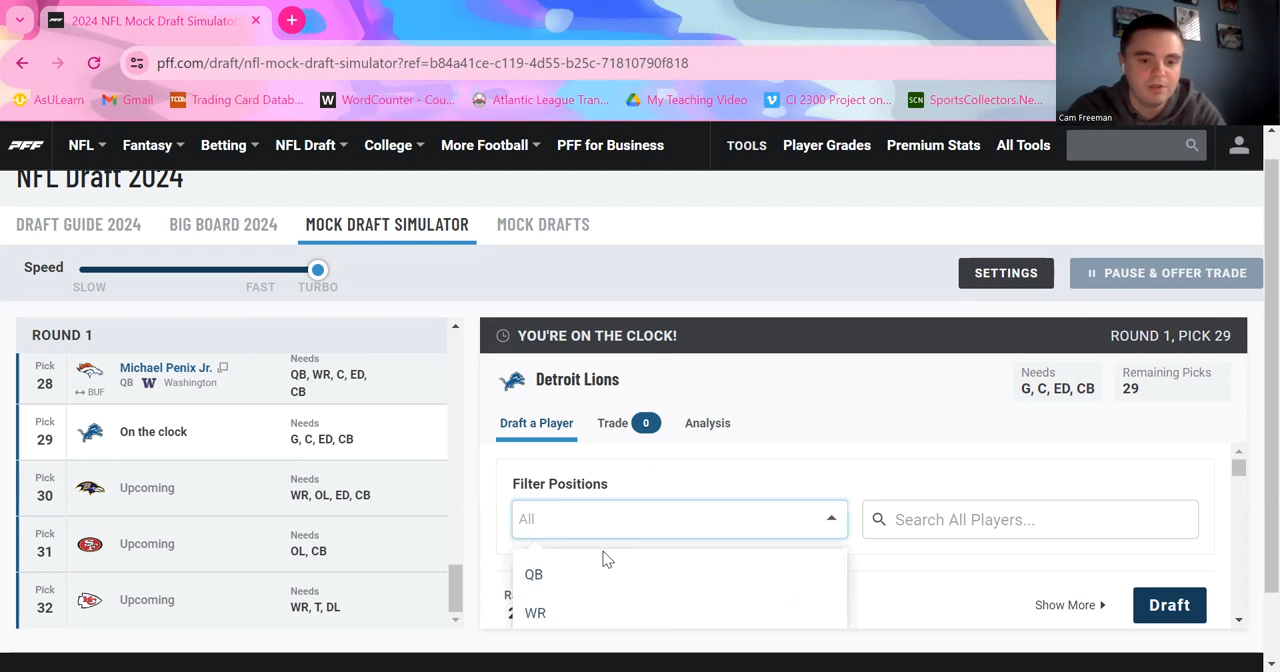 2024 NFL Mock Draft Simulator
pff.com/draft/nfl-mock-draft-simulator?ref=b84a41ce-c119-4d55-b25c-71810790f683
AsULearn
Gmail
Trading Card Datab...
W WordCounter - Cou...
Atlantic League Tran...
My Teaching Video
CI 2300 Project on...
SCN SportsCollectors.Ne...
Cam Freeman
PFF NFL Fantasy Betting NFL Draft College More Football PFF for Business TOOLS Player Grades Premium Stats All Tools
NFL Draft 2024
DRAFT GUIDE 2024 BIG BOARD 2024 MOCK DRAFT SIMULATOR MOCK DRAFTS
Speed
SLOW FAST TURBO
SETTINGS
PAUSE & OFFER TRADE
ROUND 1
Pick 28
Michael Penix Jr.
QB W Washington
↔ BUF
Needs
QB, WR, C, ED,
CB
Pick 29
On the clock
Needs
G, C, ED, CB
Pick 30
Upcoming
Needs
WR, OL, ED, CB
Pick 31
Upcoming
Needs
OL, CB
Pick 32
Upcoming
Needs
WR, T, DL
YOU'RE ON THE CLOCK! ROUND 1, PICK 29
Detroit Lions
Needs
G, C, ED, CB
Remaining Picks
29
Draft a Player Trade 0 Analysis
Filter Positions
All
Search All Players...
QB
WR
Show More
Draft